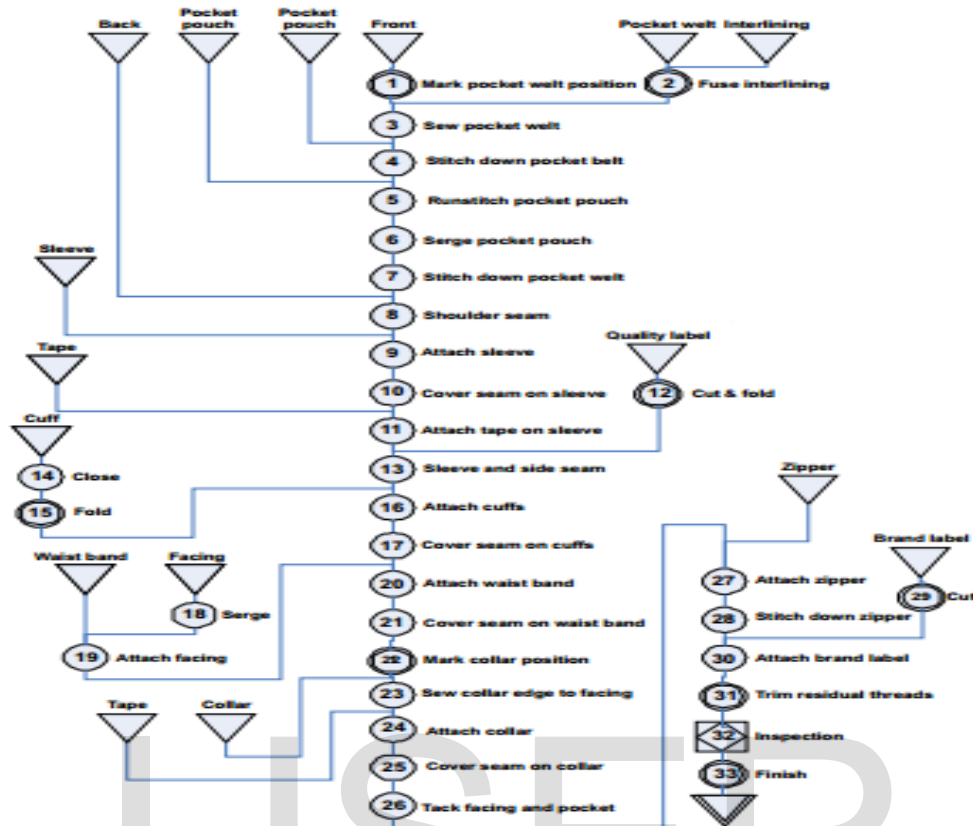 Back
Pocket pouch
Pocket pouch
Front
Pocket welt
Interlining
1 Mark pocket welt position
2 Fuse interlining
3 Sew pocket welt
4 Stitch down pocket belt
5 Runstitch pocket pouch
6 Serge pocket pouch
7 Stitch down pocket welt
Sleeve
8 Shoulder seam
Tape
9 Attach sleeve
Quality label
10 Cover seam on sleeve
12 Cut & fold
Cuff
11 Attach tape on sleeve
14 Close
13 Sleeve and side seam
Zipper
15 Fold
16 Attach cuffs
17 Cover seam on cuffs
Brand label
Waist band
Facing
20 Attach waist band
27 Attach zipper
29 Cut
18 Serge
21 Cover seam on waist band
28 Stitch down zipper
19 Attach facing
22 Mark collar position
30 Attach brand label
23 Sew collar edge to facing
31 Trim residual threads
Tape
Collar
24 Attach collar
32 Inspection
25 Cover seam on collar
33 Finish
26 Tack facing and pocket